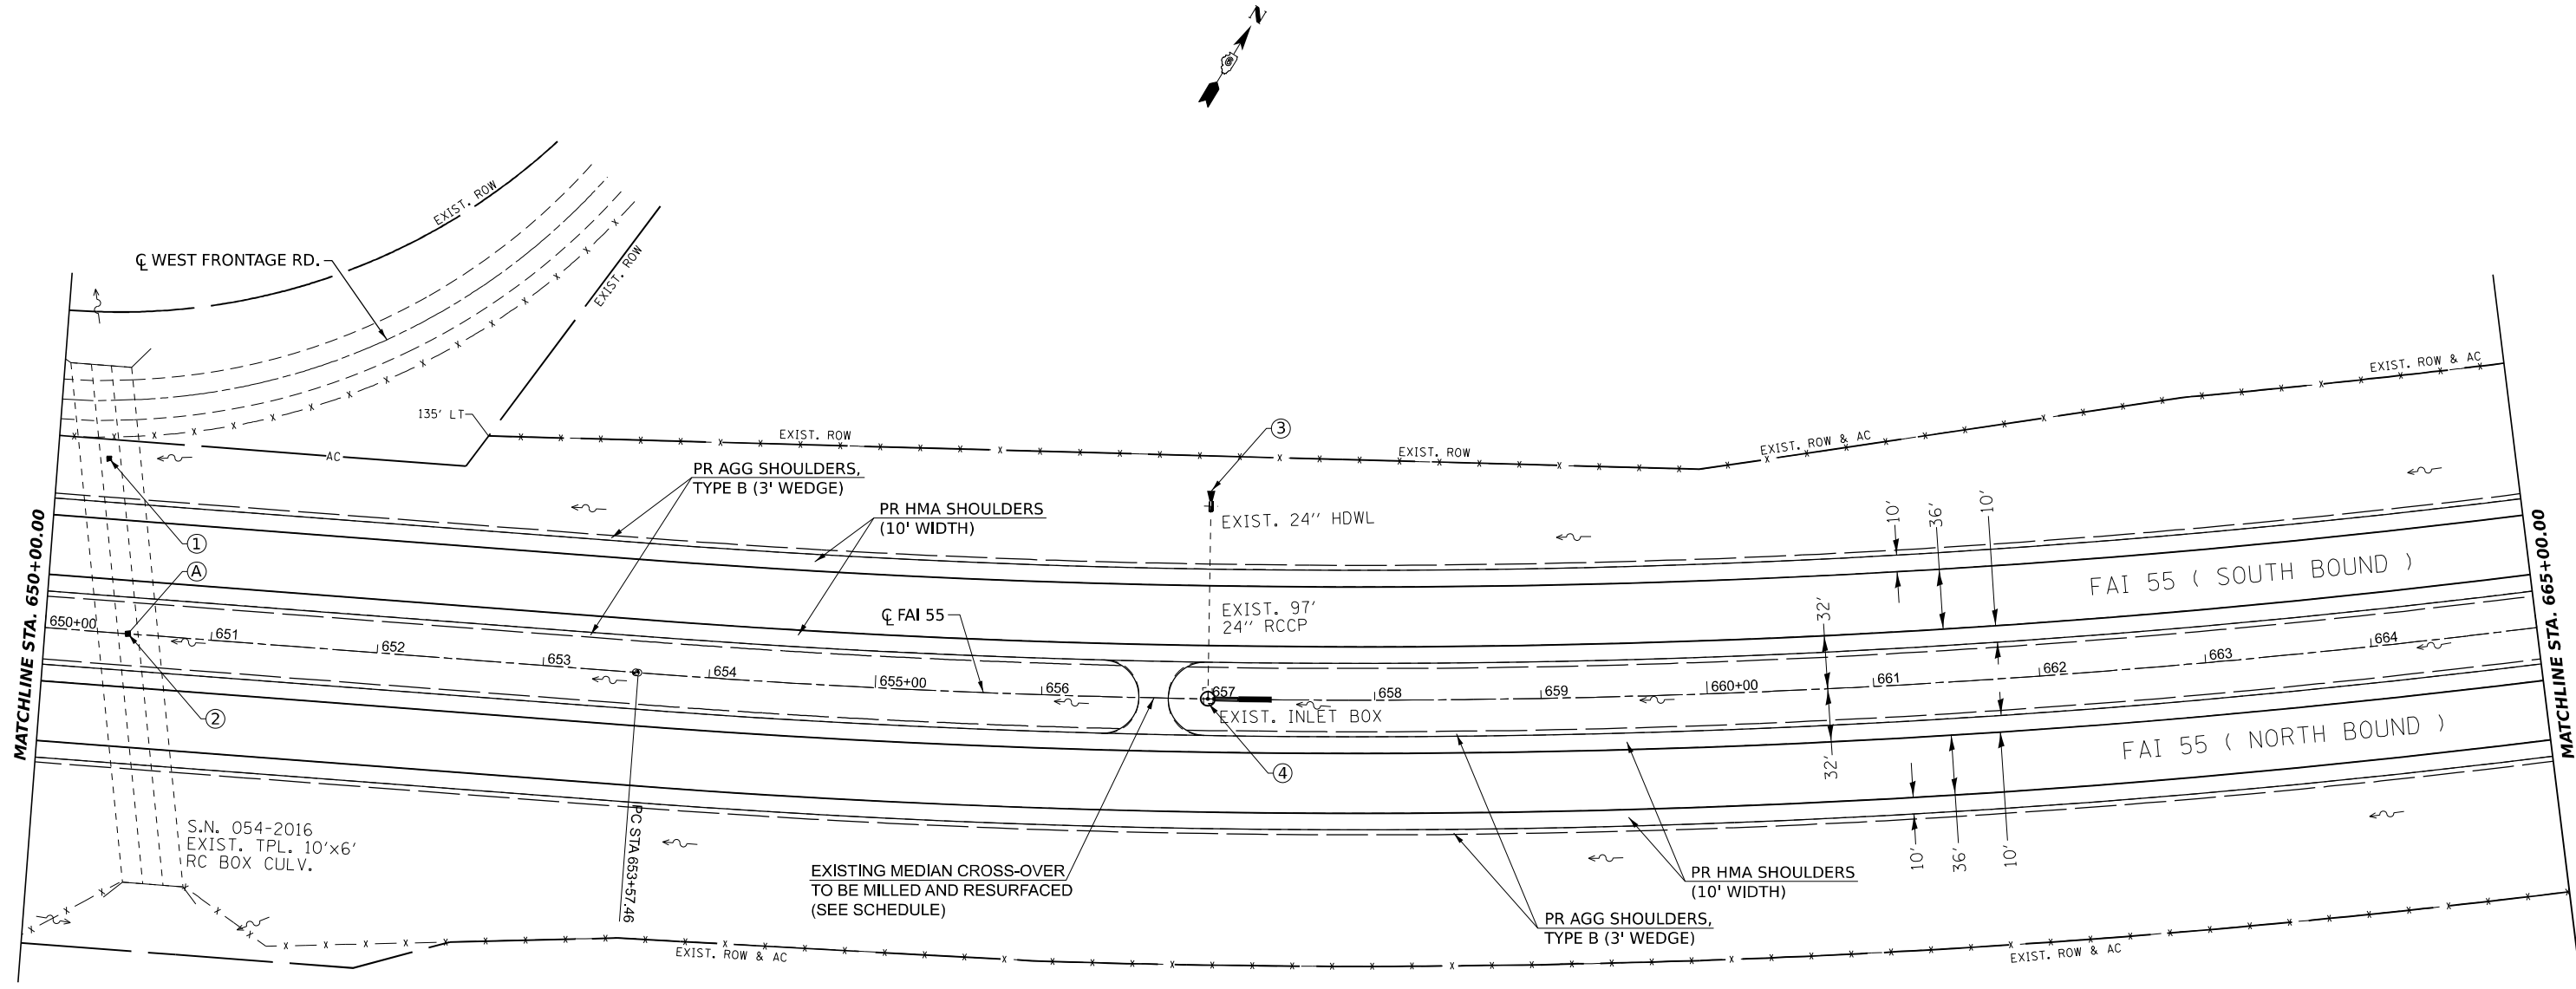 N
EXIST. ROW
℄ WEST FRONTAGE RD.
EXIST. ROW
EXIST. ROW & AC
135' LT
EXIST. ROW
EXIST. ROW
EXIST. ROW & AC
3
AC
PR AGG SHOULDERS,
TYPE B (3' WEDGE)
PR HMA SHOULDERS
(10' WIDTH)
EXIST. 24" HDWL
10'
36'
10'
1
A
2
FAI 55 ( SOUTH BOUND )
EXIST. 97'
24" RCCP
℄ FAI 55
32'
MATCHLINE STA. 650+00.00
MATCHLINE STA. 665+00.00
650+00
651
652
653
654
655+00
656
657
658
659
660+00
661
662
663
664
EXIST. INLET BOX
4
32'
FAI 55 ( NORTH BOUND )
S.N. 054-2016
EXIST. TPL. 10'x6'
RC BOX CULV.
PC STA 653+57.46
EXISTING MEDIAN CROSS-OVER
TO BE MILLED AND RESURFACED
(SEE SCHEDULE)
10'
36'
10'
PR HMA SHOULDERS
(10' WIDTH)
PR AGG SHOULDERS,
TYPE B (3' WEDGE)
EXIST. ROW & AC
EXIST. ROW & AC